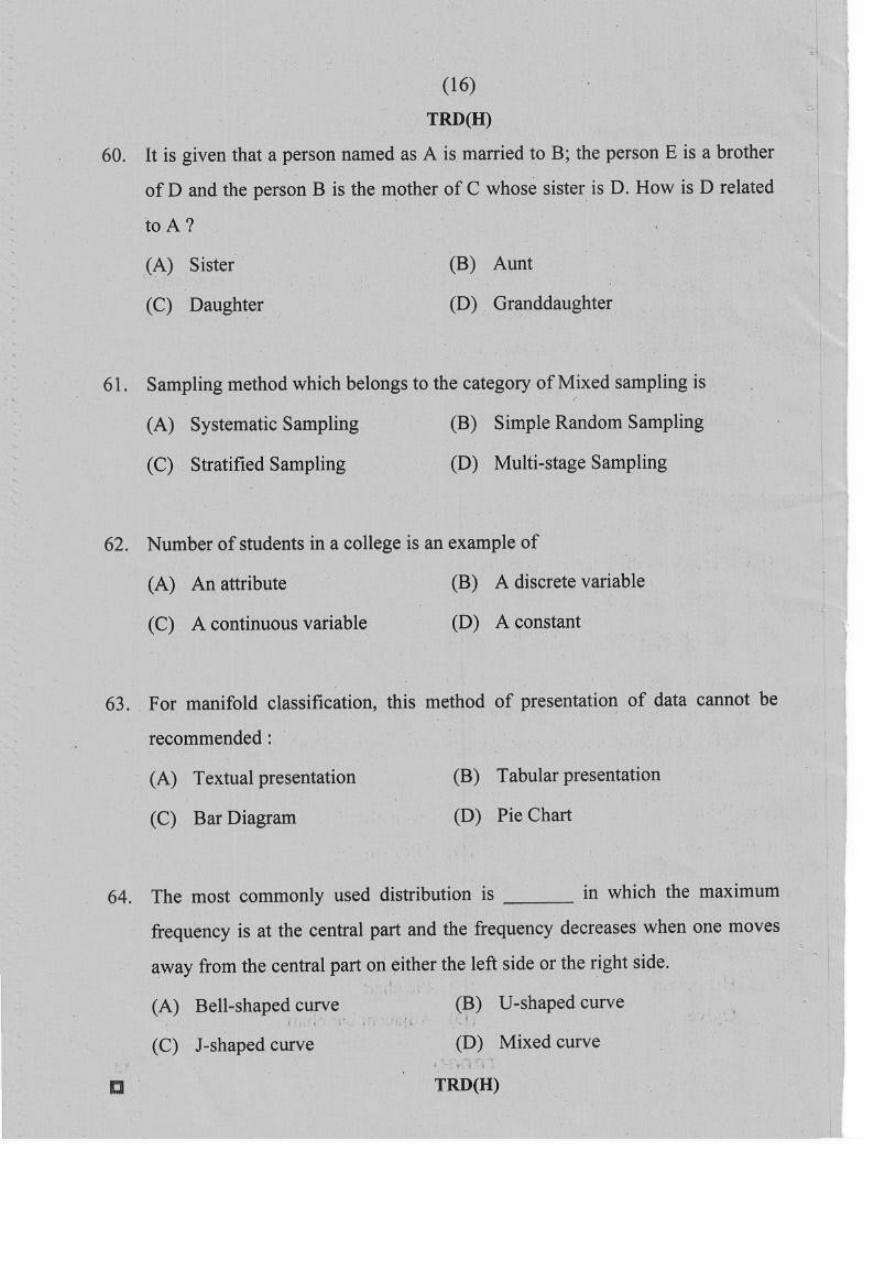 (16)
TRD(H)
60. It is given that a person named as A is married to B; the person E is a brother
of D and the person B is the mother of C whose sister is D. How is D related
to A ?
(A) Sister (B) Aunt
(C) Daughter (D) Granddaughter
61. Sampling method which belongs to the category of Mixed sampling is
(A) Systematic Sampling (B) Simple Random Sampling
(C) Stratified Sampling (D) Multi-stage Sampling
62. Number of students in a college is an example of
(A) An attribute (B) A discrete variable
(C) A continuous variable (D) A constant
63. For manifold classification, this method of presentation of data cannot be
recommended :
(A) Textual presentation (B) Tabular presentation
(C) Bar Diagram (D) Pie Chart
64. The most commonly used distribution is _______ in which the maximum
frequency is at the central part and the frequency decreases when one moves
away from the central part on either the left side or the right side.
(A) Bell-shaped curve (B) U-shaped curve
(C) J-shaped curve (D) Mixed curve
TRD(H)